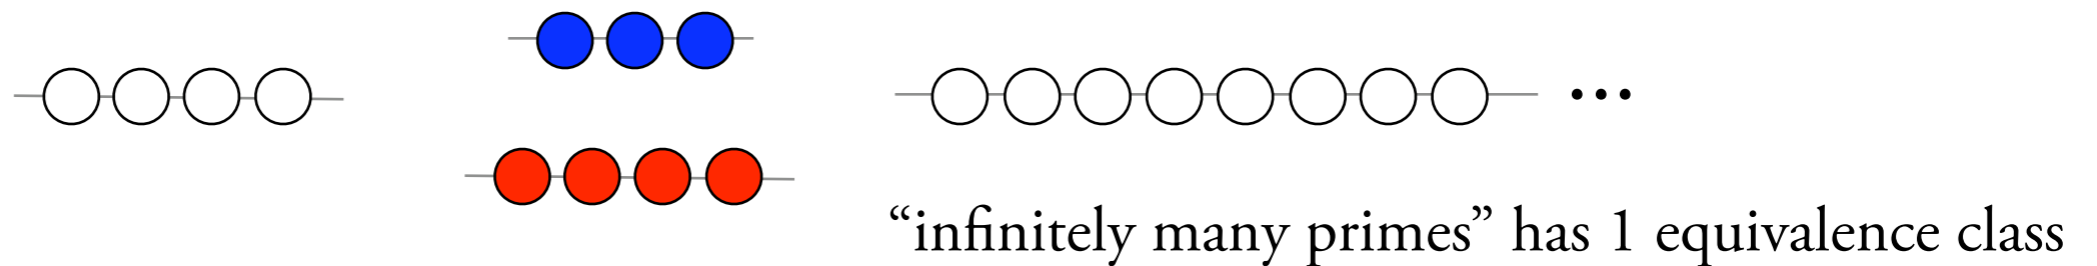 “infinitely many primes” has 1 equivalence class